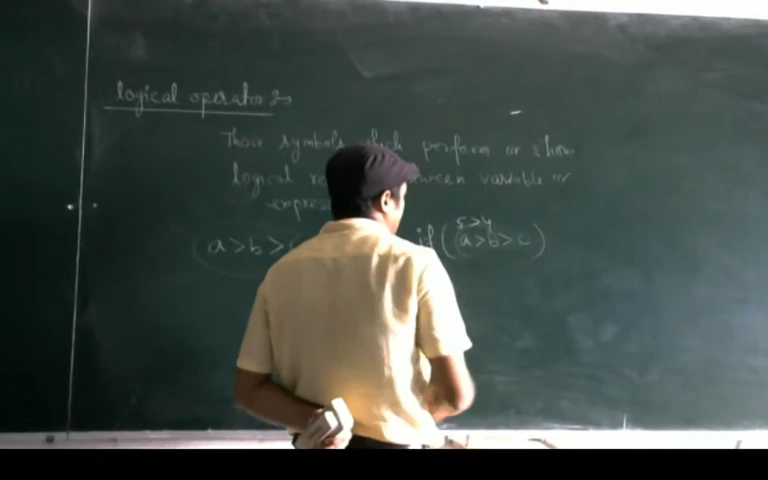 logical operators
Those symbols which perform or show
logical between variable or
5>4
a>b> if (a>b>c)